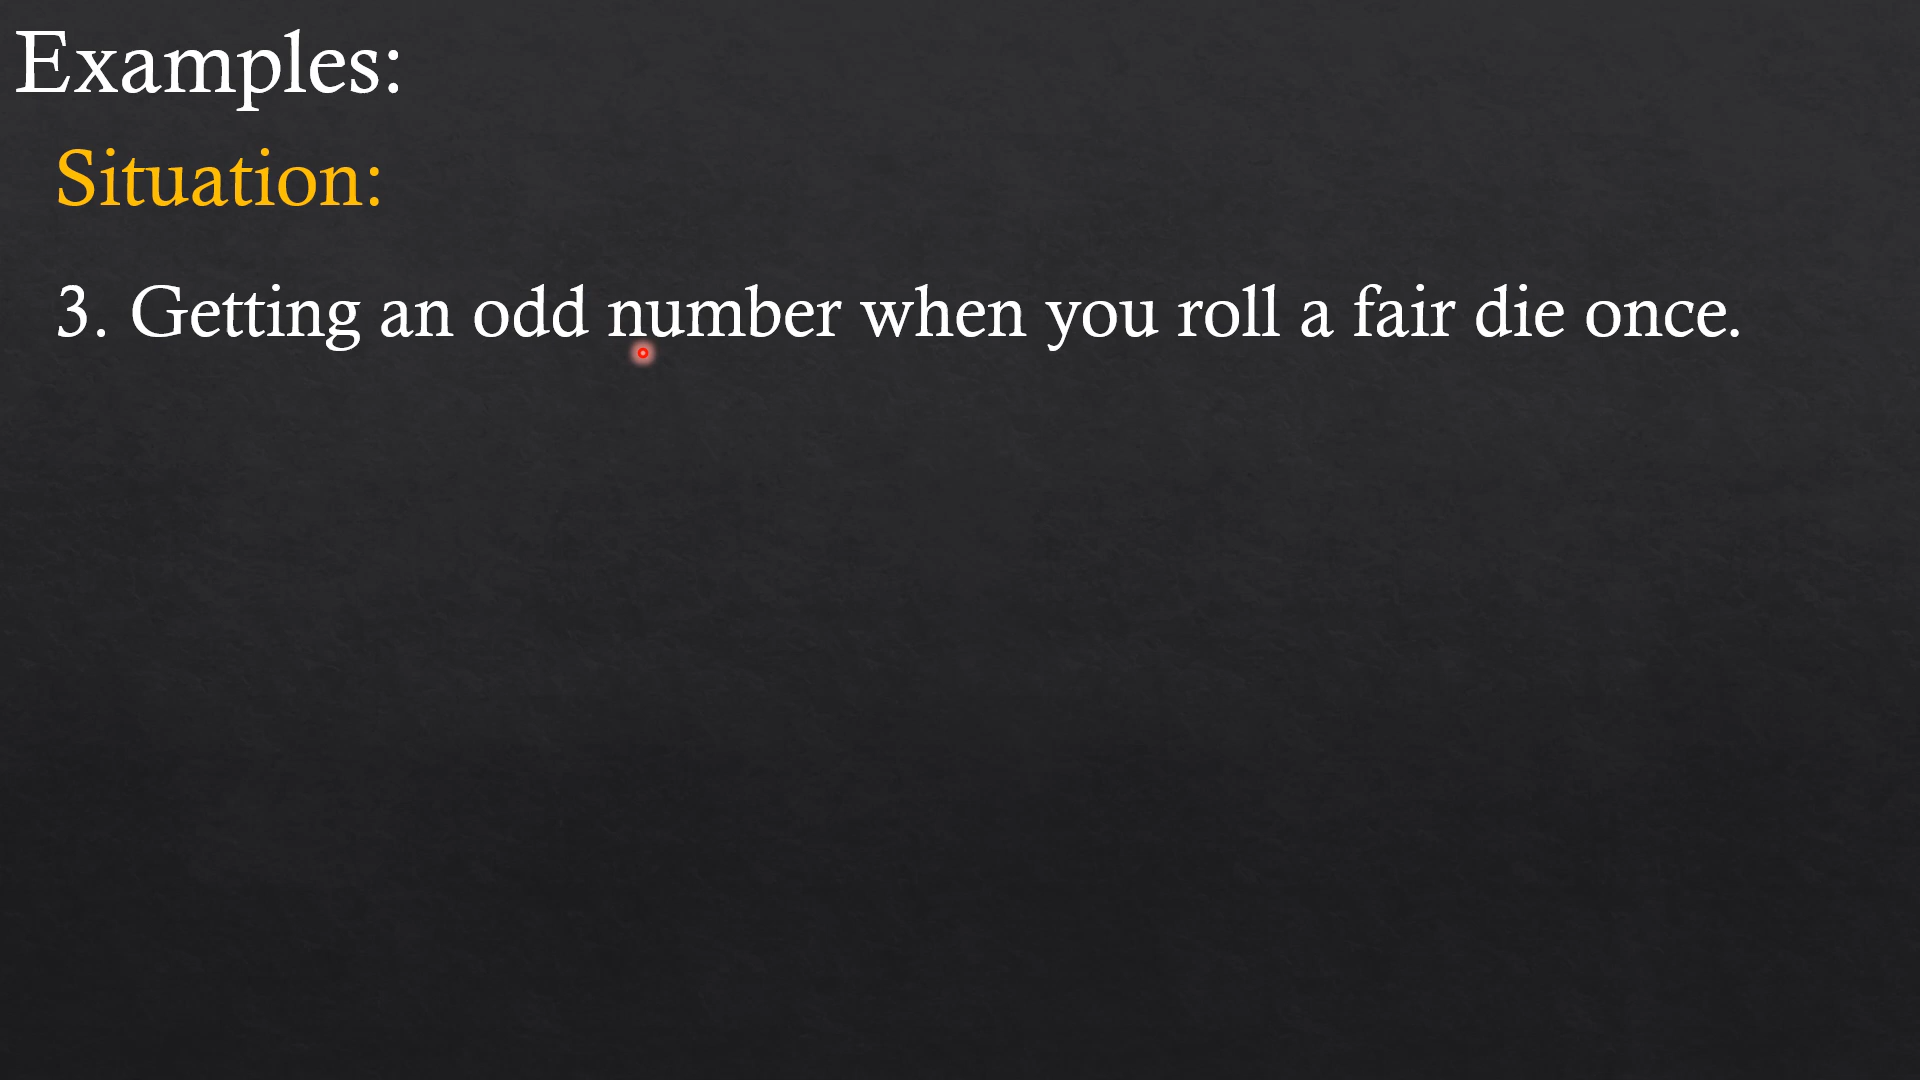 Examples:
Situation:
3. Getting an odd number when you roll a fair die once.